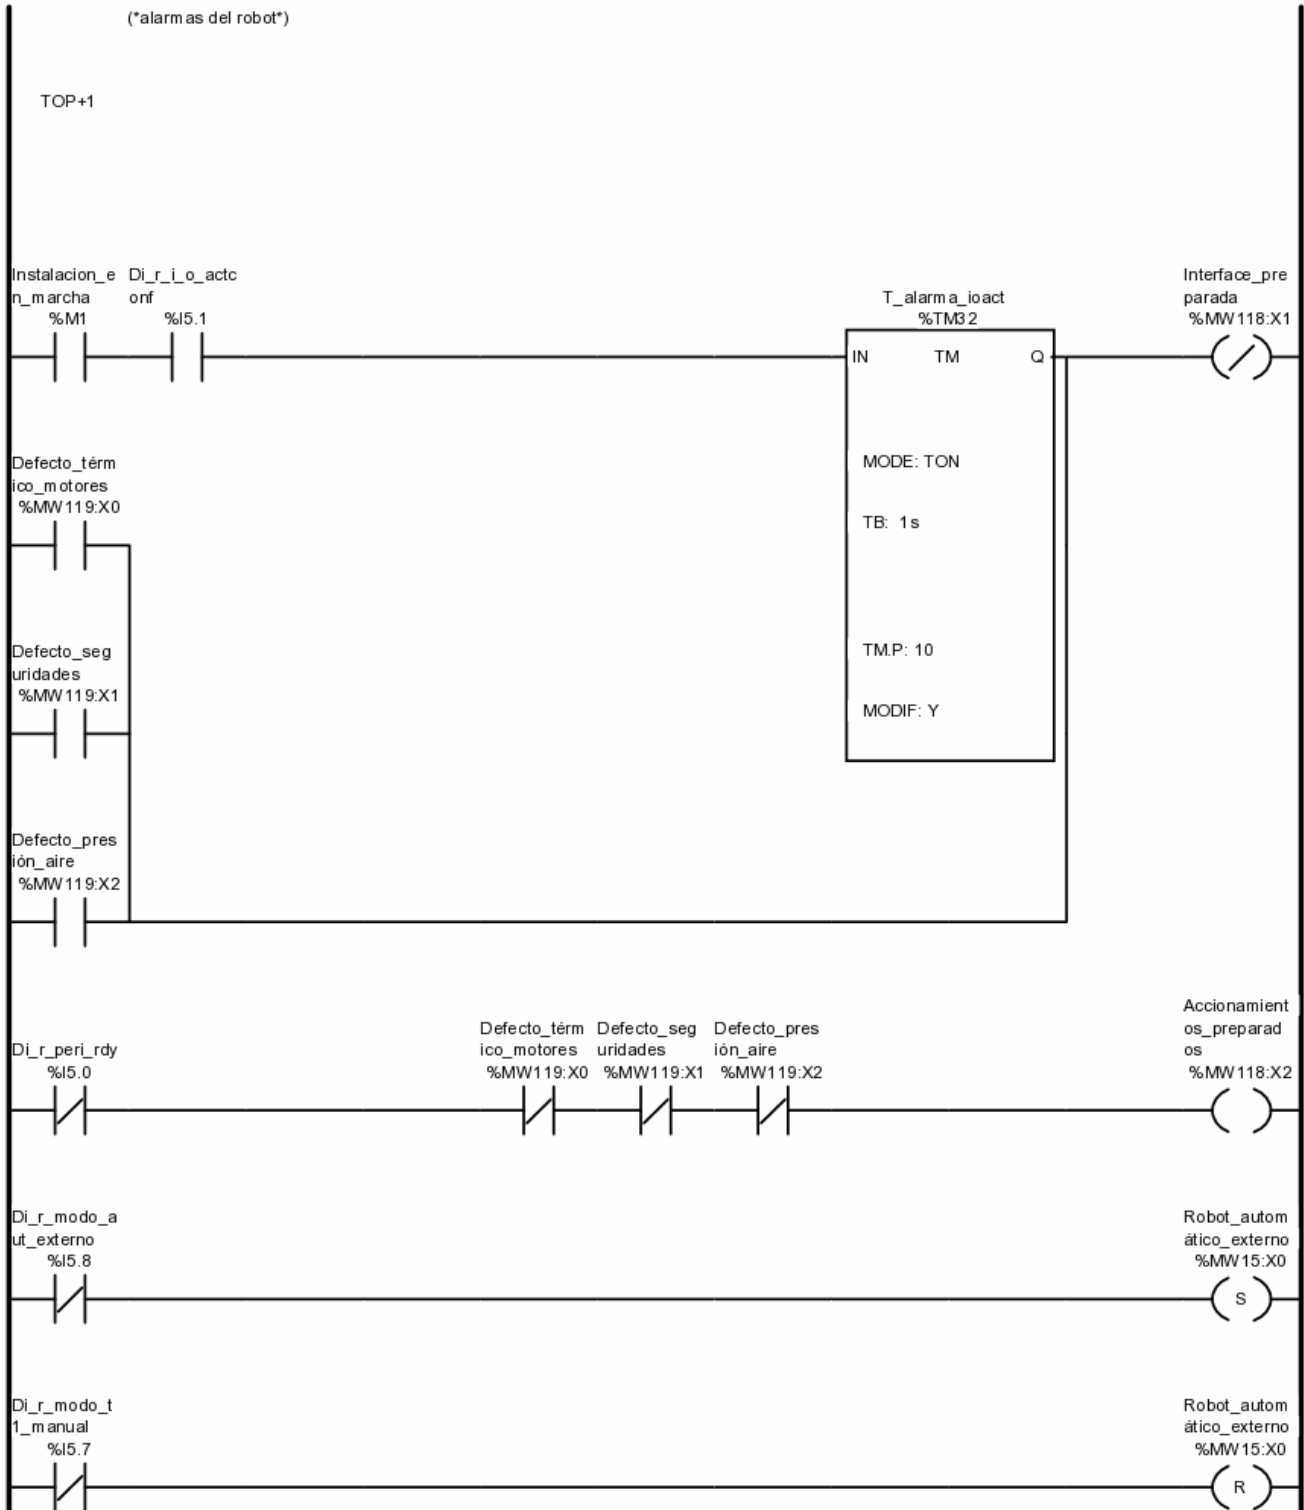 (*alarmas del robot*)
TOP+1
Instalacion_e
n_marcha
%M1
Di_r_i_o_actc
onf
%I5.1
T_alarma_ioact
%TM32
IN TM Q
MODE: TON
TB: 1s
TM.P: 10
MODIF: Y
Interface_pre
parada
%MW118:X1
Defecto_térm
ico_motores
%MW119:X0
Defecto_seg
uridades
%MW119:X1
Defecto_pres
ión_aire
%MW119:X2
Di_r_peri_rdy
%I5.0
Defecto_térm
ico_motores
%MW119:X0
Defecto_seg
uridades
%MW119:X1
Defecto_pres
ión_aire
%MW119:X2
Accionamient
os_preparad
os
%MW118:X2
Di_r_modo_a
ut_externo
%I5.8
Robot_autom
ático_externo
%MW15:X0
S
Di_r_modo_t
1_manual
%I5.7
Robot_autom
ático_externo
%MW15:X0
R